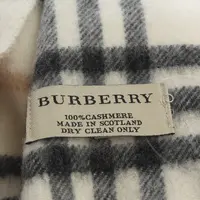 BURBERRY
100%CASHMERE
MADE IN SCOTLAND
DRY CLEAN ONLY